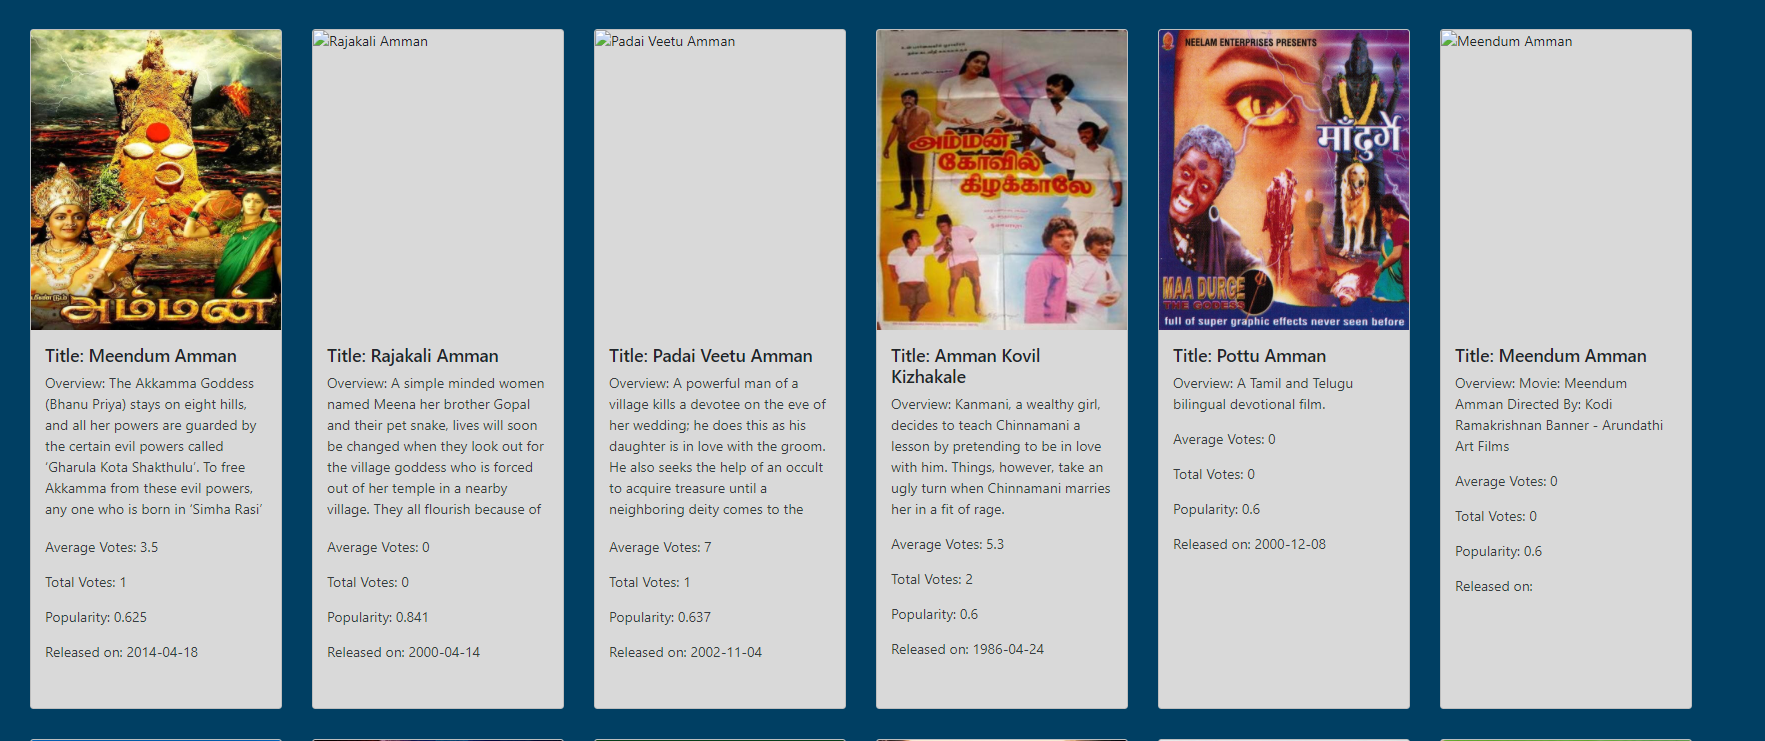 அம்மன்
Title: Meendum Amman
Overview: The Akkamma Goddess
(Bhanu Priya) stays on eight hills,
and all her powers are guarded by
the certain evil powers called
‘Gharula Kota Shakthulu’. To free
Akkamma from these evil powers,
any one who is born in ‘Simha Rasi’
Average Votes: 3.5
Total Votes: 1
Popularity: 0.625
Released on: 2014-04-18
Rajakali Amman
Title: Rajakali Amman
Overview: A simple minded women
named Meena her brother Gopal
and their pet snake, lives will soon
be changed when they look out for
the village goddess who is forced
out of her temple in a nearby
village. They all flourish because of
Average Votes: 0
Total Votes: 0
Popularity: 0.841
Released on: 2000-04-14
Padai Veetu Amman
Title: Padai Veetu Amman
Overview: A powerful man of a
village kills a devotee on the eve of
her wedding; he does this as his
daughter is in love with the groom.
He also seeks the help of an occult
to acquire treasure until a
neighboring deity comes to the
Average Votes: 7
Total Votes: 1
Popularity: 0.637
Released on: 2002-11-04
அம்மன்
கோவில்
கிழக்காலே
Title: Amman Kovil
Kizhakale
Overview: Kanmani, a wealthy girl,
decides to teach Chinnamani a
lesson by pretending to be in love
with him. Things, however, take an
ugly turn when Chinnamani marries
her in a fit of rage.
Average Votes: 5.3
Total Votes: 2
Popularity: 0.6
Released on: 1986-04-24
NEELAM ENTERPRISES PRESENTS
माँ दुर्गे
MAA DURGE
THE GODESS
full of super graphic effects never seen before
Title: Pottu Amman
Overview: A Tamil and Telugu
bilingual devotional film.
Average Votes: 0
Total Votes: 0
Popularity: 0.6
Released on: 2000-12-08
Meendum Amman
Title: Meendum Amman
Overview: Movie: Meendum
Amman Directed By: Kodi
Ramakrishnan Banner - Arundathi
Art Films
Average Votes: 0
Total Votes: 0
Popularity: 0.6
Released on: